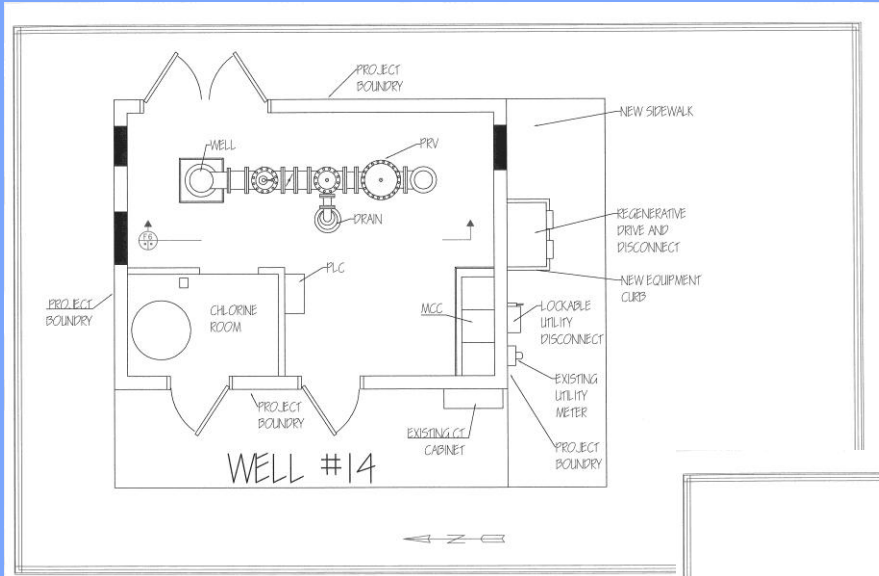 PROJECT
BOUNDRY
NEW SIDEWALK
WELL
PRV
REGENERATIVE
DRIVE AND
DISCONNECT
DRAIN
F6
PLC
NEW EQUIPMENT
CURB
PROJECT
BOUNDRY
CHLORINE
ROOM
MCC
LOCKABLE
UTILITY
DISCONNECT
EXISTING
UTILITY
METER
PROJECT
BOUNDRY
EXISTING C.T.
CABINET
PROJECT
BOUNDRY
WELL #14
N